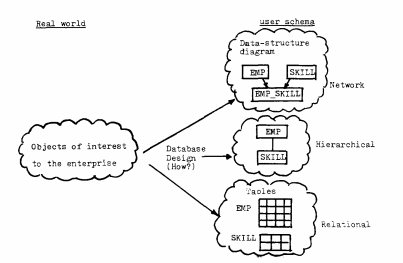 Real world
user schema
Data-structure
diagram
EMP
SKILL
EMP_SKILL
Network
Objects of interest
to the enterprise
Database
Design
(How?)
EMP
SKILL
Hierarchical
Tables
EMP
SKILL
Relational